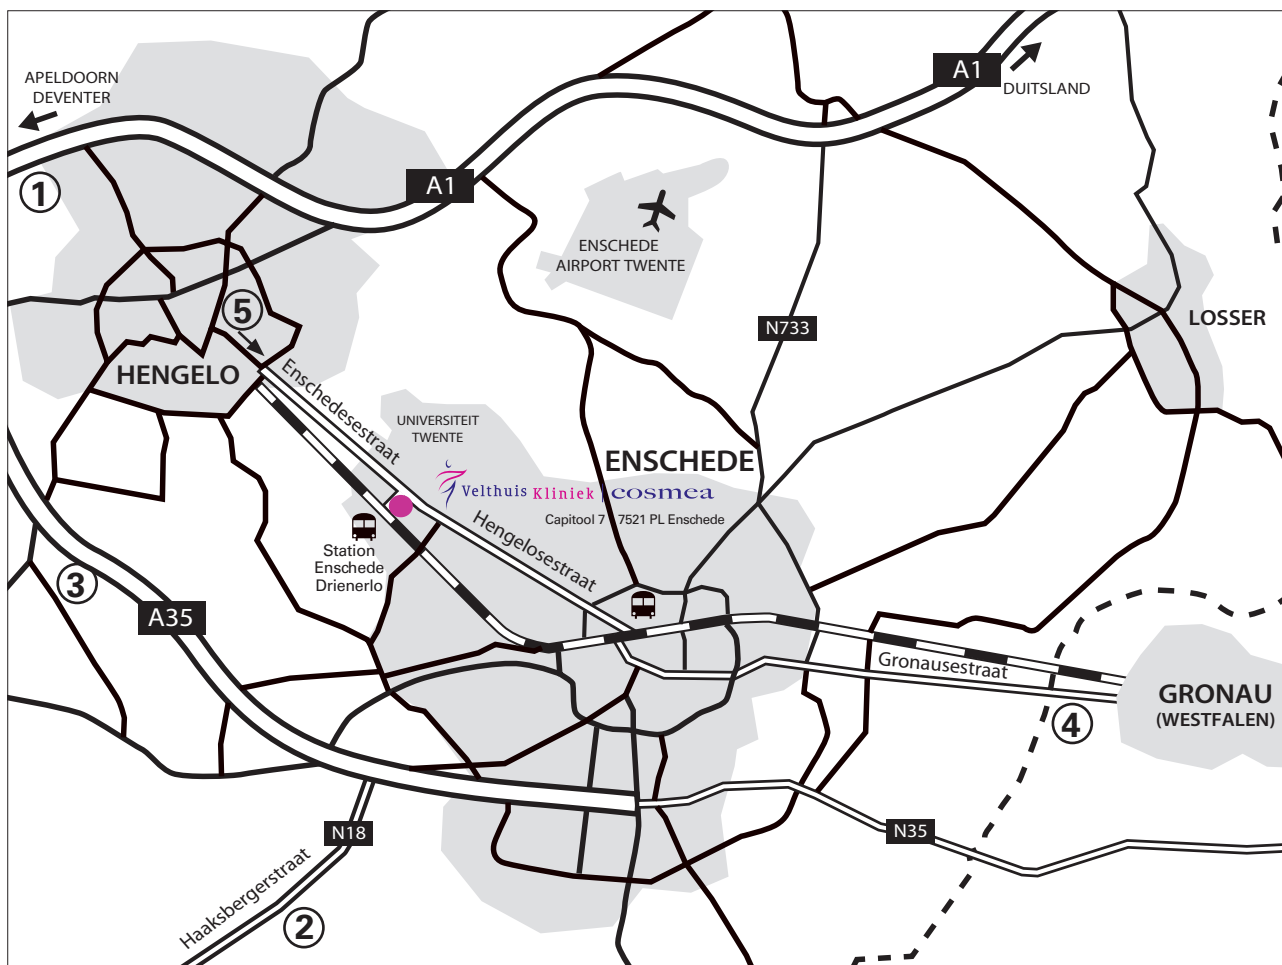 APELDOORN
DEVENTER
A1
DUITSLAND
1
A1
ENSCHEDE
AIRPORT TWENTE
5
N733
LOSSER
HENGELO
Enschedesestraat
UNIVERSITEIT
TWENTE
ENSCHEDE
Velthuis Kliniek | cosmea
Capitool 7 7521 PL Enschede
Hengelosestraat
Station
Enschede
Drienerlo
3
A35
Gronausestraat
GRONAU
(WESTFALEN)
4
N18
N35
Haaksbergerstraat
2